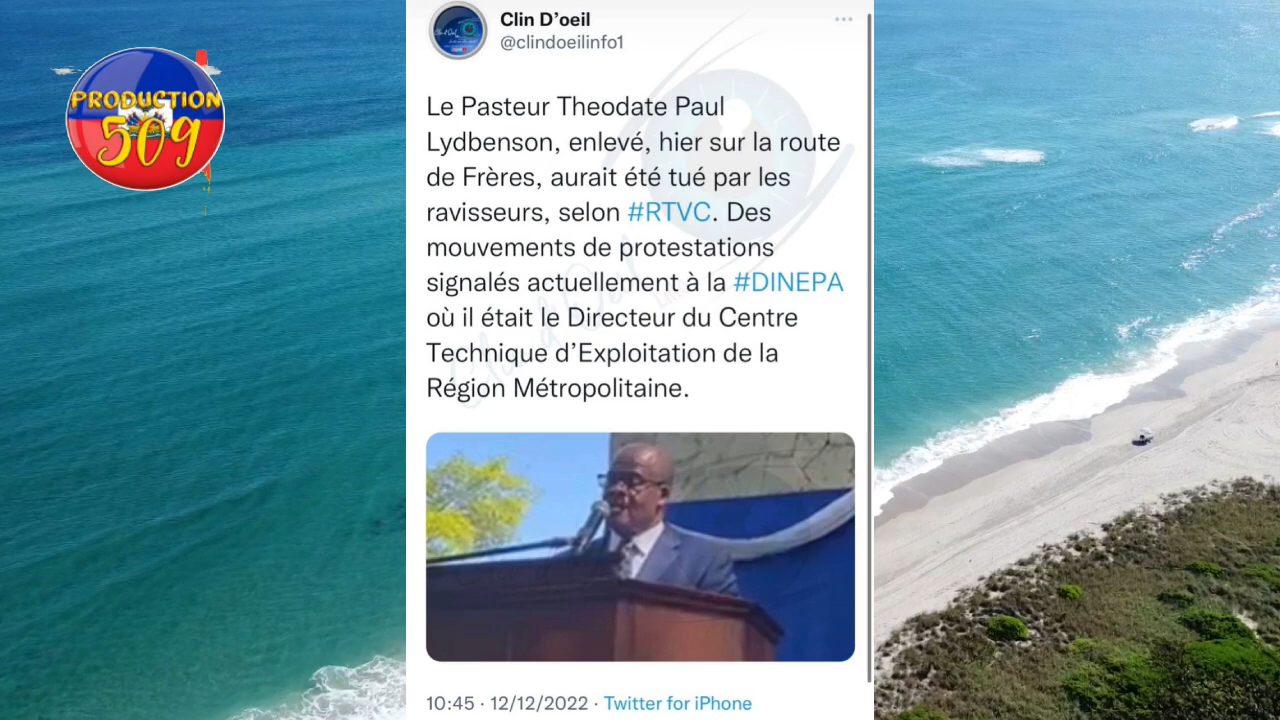 PRODUCTION
509
Clin D’oeil
@clindoeilinfo1
Le Pasteur Theodate Paul
Lydbenson, enlevé, hier sur la route
de Frères, aurait été tué par les
ravisseurs, selon #RTVC. Des
mouvements de protestations
signalés actuellement à la #DINEPA
où il était le Directeur du Centre
Technique d’Exploitation de la
Région Métropolitaine.
10:45 · 12/12/2022 · Twitter for iPhone